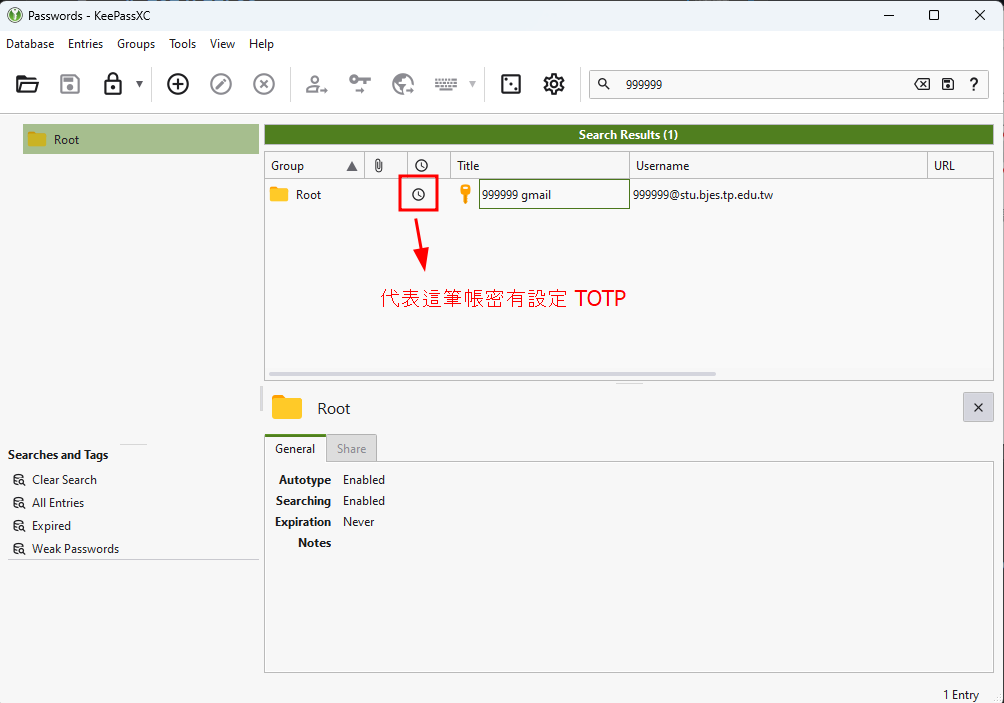 Passwords - KeePassXC
Database Entries Groups Tools View Help
999999
Root
Search Results (1)
Group Title Username URL
Root 999999 gmail 999999@stu.bjes.tp.edu.tw
代表這筆帳密有設定 TOTP
Root
General Share
Autotype Enabled
Searching Enabled
Expiration Never
Notes
Searches and Tags
Clear Search
All Entries
Expired
Weak Passwords
1 Entry